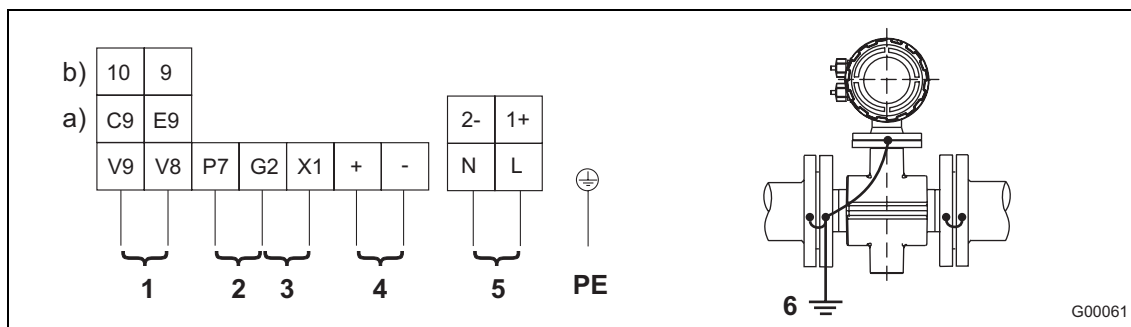 b) 10 9
a) C9 E9 2- 1+
V9 V8 P7 G2 X1 + - N L
1 2 3 4 5 PE 6
G00061